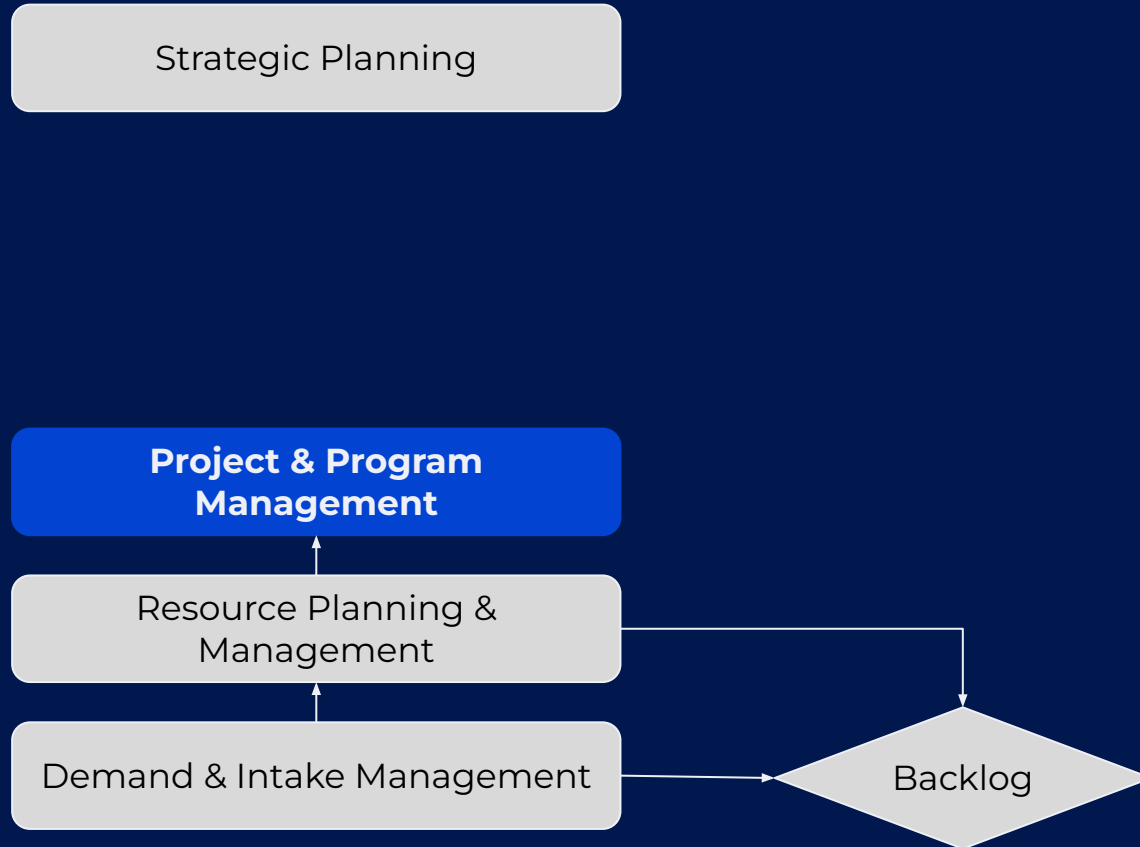 Strategic Planning
Project & Program
Management
Resource Planning &
Management
Demand & Intake Management
Backlog